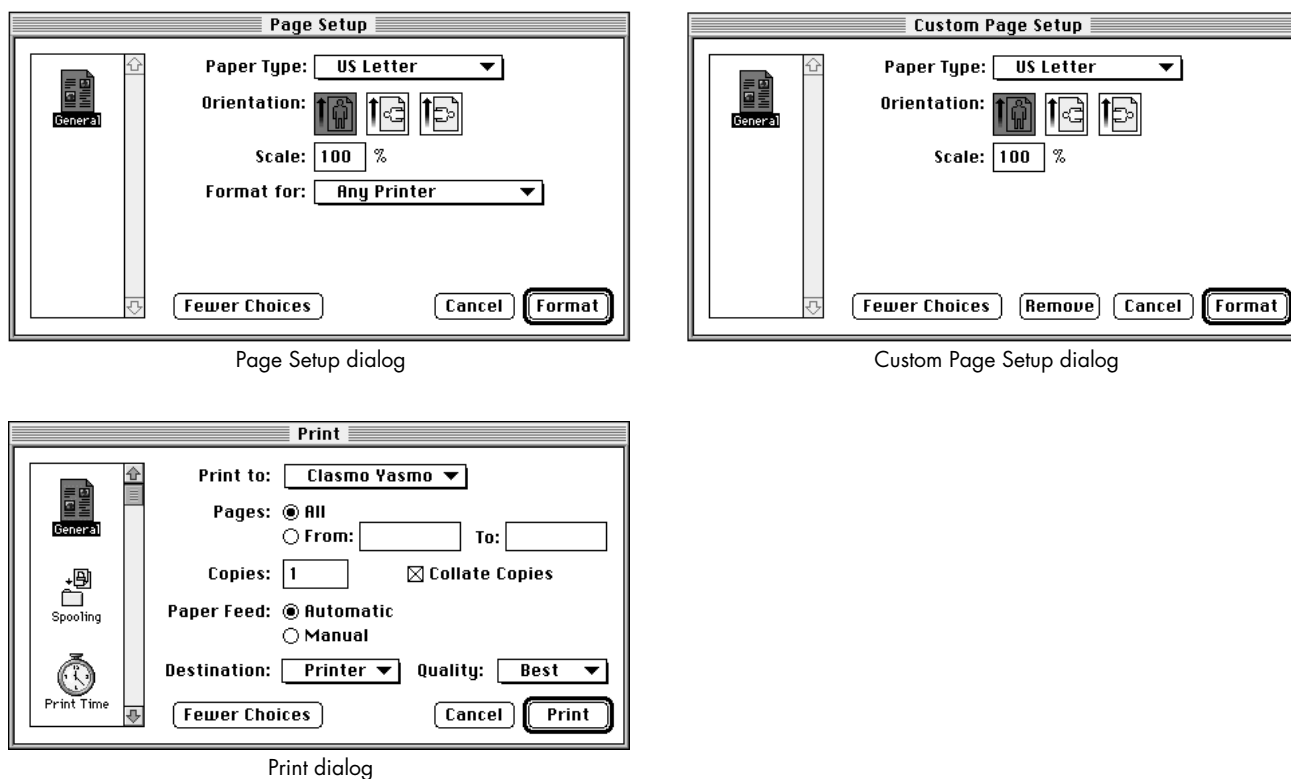 Page Setup
General
Paper Type: US Letter
Orientation:
Scale: 100 %
Format for: Any Printer
Fewer Choices Cancel Format
Page Setup dialog
Custom Page Setup
General
Paper Type: US Letter
Orientation:
Scale: 100 %
Fewer Choices Remove Cancel Format
Custom Page Setup dialog
Print
General
Spooling
Print Time
Print to: Clasmo Yasmo
Pages: All
From: To:
Copies: 1 Collate Copies
Paper Feed: Automatic
Manual
Destination: Printer Quality: Best
Fewer Choices Cancel Print
Print dialog